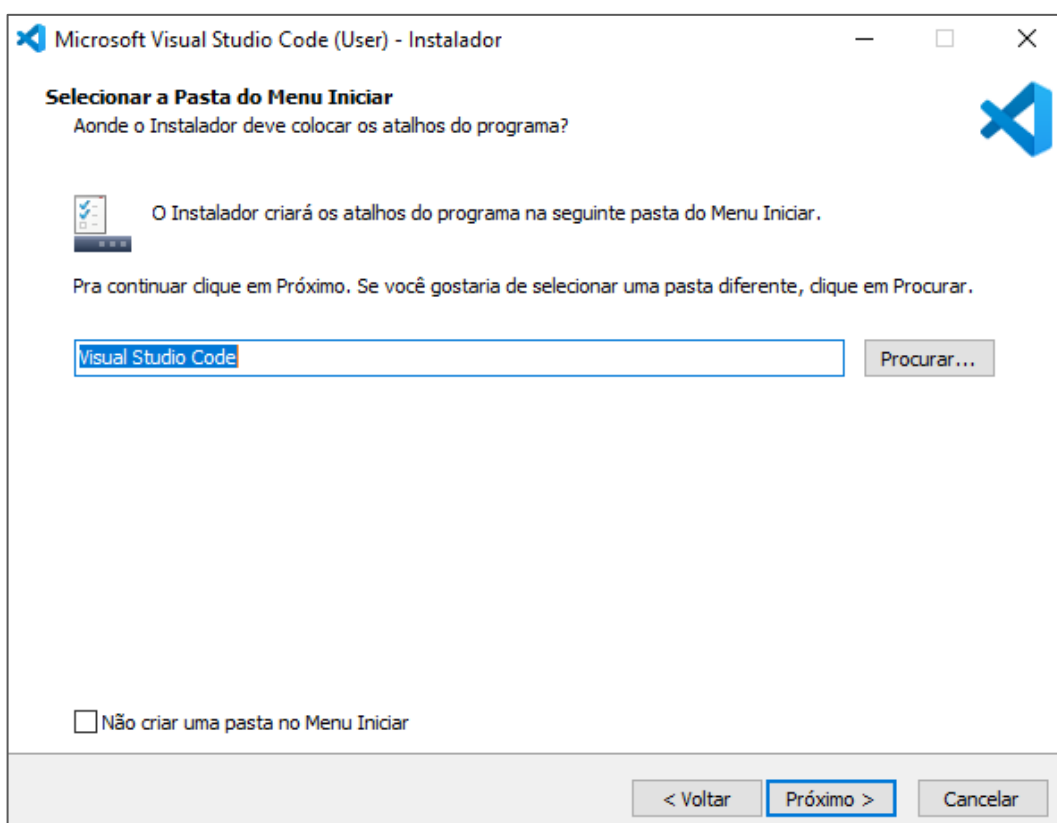 Microsoft Visual Studio Code (User) - Instalador
Selecionar a Pasta do Menu Iniciar
Aonde o Instalador deve colocar os atalhos do programa?
O Instalador criará os atalhos do programa na seguinte pasta do Menu Iniciar.
Pra continuar clique em Próximo. Se você gostaria de selecionar uma pasta diferente, clique em Procurar.
Visual Studio Code Procurar...
Não criar uma pasta no Menu Iniciar
< Voltar Próximo > Cancelar